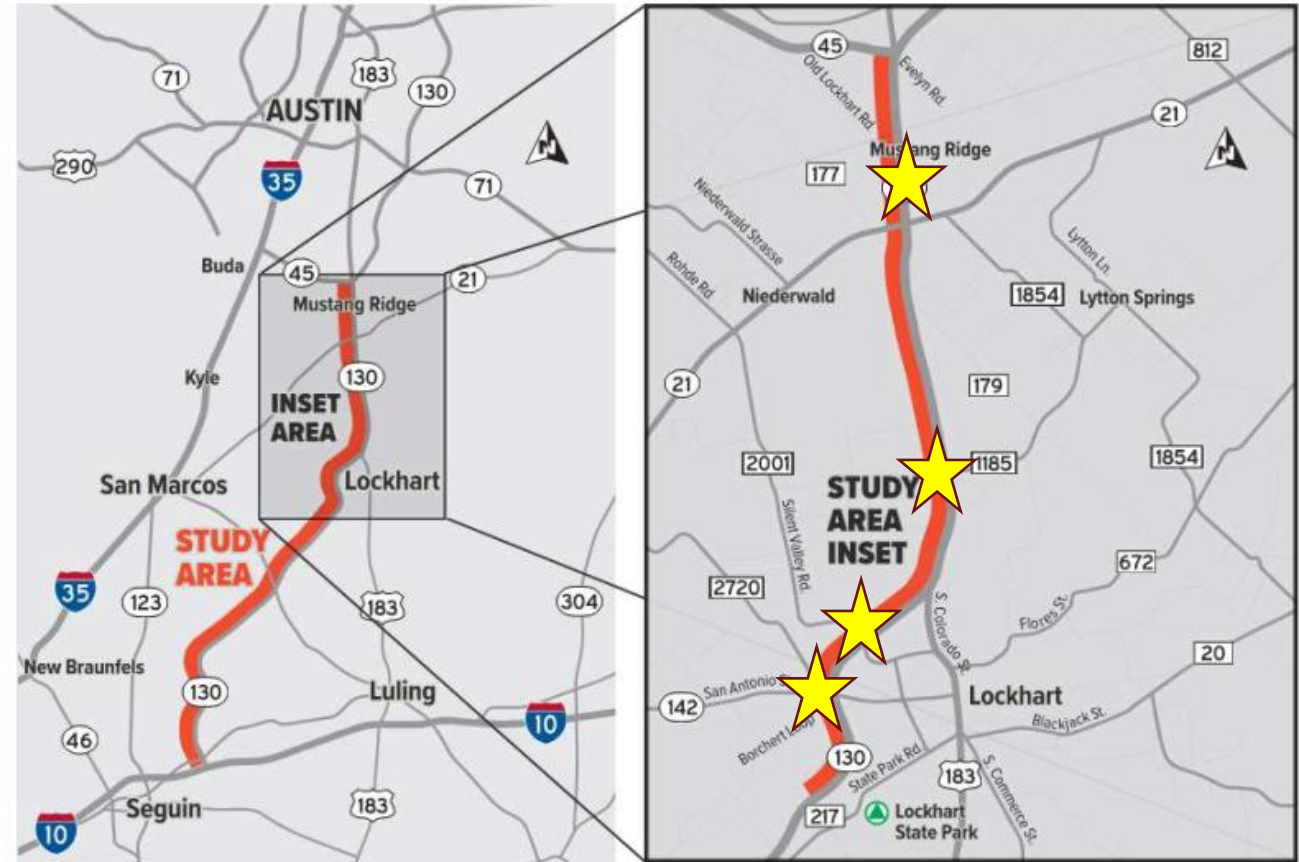 71
183
130
AUSTIN
N
290
35
71
Buda
45
21
Mustang Ridge
Kyle
130
INSET
AREA
San Marcos
Lockhart
STUDY
AREA
35
123
183
304
New Braunfels
130
Luling
10
46
Seguin
183
10
45
812
Old Lockhart Rd
Evelyn Rd.
21
Mustang Ridge
N
177
Niederwald Strasse
Rohde Rd
Lytton Ln.
Niederwald
1854
Lytton Springs
21
179
2001
1185
1854
STUDY
AREA
INSET
Silent Valley Rd.
672
2720
S. Colorado St.
Flores St.
20
San Antonio
142
Lockhart
Blackjack St.
Borchert Loop
130
State Park Rd.
183
S. Commerce St.
217
Lockhart
State Park